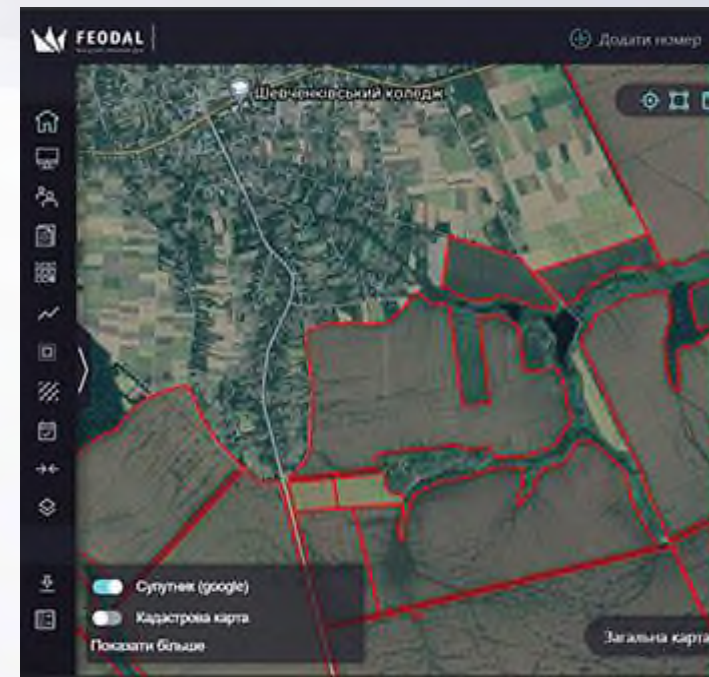 FEODAL
Додати номер
Шевченківський коледж
Супутник (google)
Кадастрова карта
Показати більше
Загальна карта